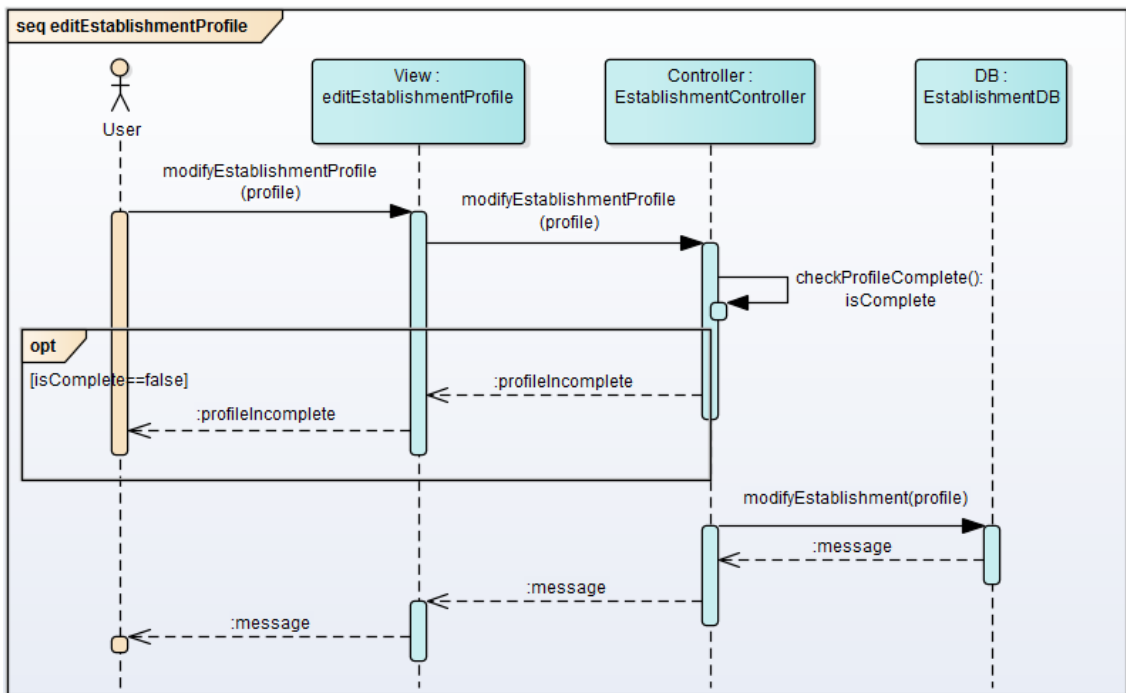 seq editEstablishmentProfile
User
View :
editEstablishmentProfile
Controller :
EstablishmentController
DB :
EstablishmentDB
modifyEstablishmentProfile
(profile)
modifyEstablishmentProfile
(profile)
checkProfileComplete():
isComplete
opt
[isComplete==false]
:profileIncomplete
:profileIncomplete
modifyEstablishment(profile)
:message
:message
:message